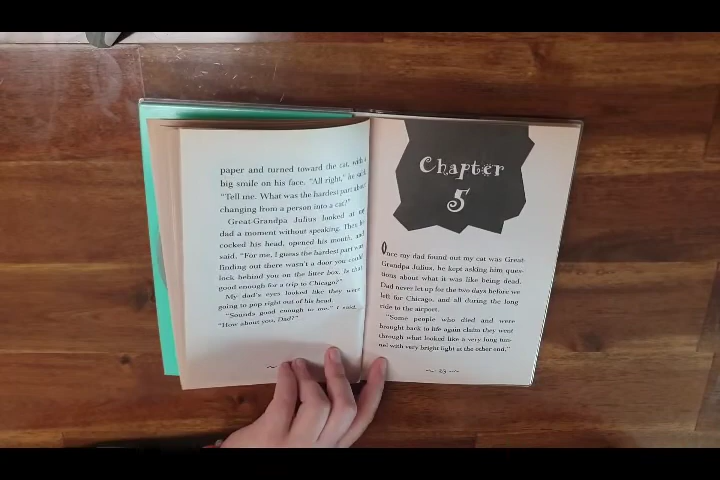 paper and turned toward the cat, with a
big smile on his face. "All right," he said.
"Tell me. What was the hardest part about
changing from a person into a cat?"
Great-Grandpa Julius looked at my
dad a moment without speaking. Then he
cocked his head, opened his mouth, and
said, "For me, I guess the hardest part was
finding out there wasn't a door you could
lock behind you on the litter box. Is that
good enough for a trip to Chicago?"
My dad's eyes looked like they were
going to pop right out of his head.
"Sounds good enough to me," I said.
"How about you, Dad?"
Chapter
5
Once my dad found out my cat was Great-
Grandpa Julius, he kept asking him ques-
tions about what it was like being dead.
Dad never let up for the two days before we
left for Chicago, and all during the long
ride to the airport.
"Some people who died and were
brought back to life again claim they went
through what looked like a very long tun-
nel with very bright light at the other end,"